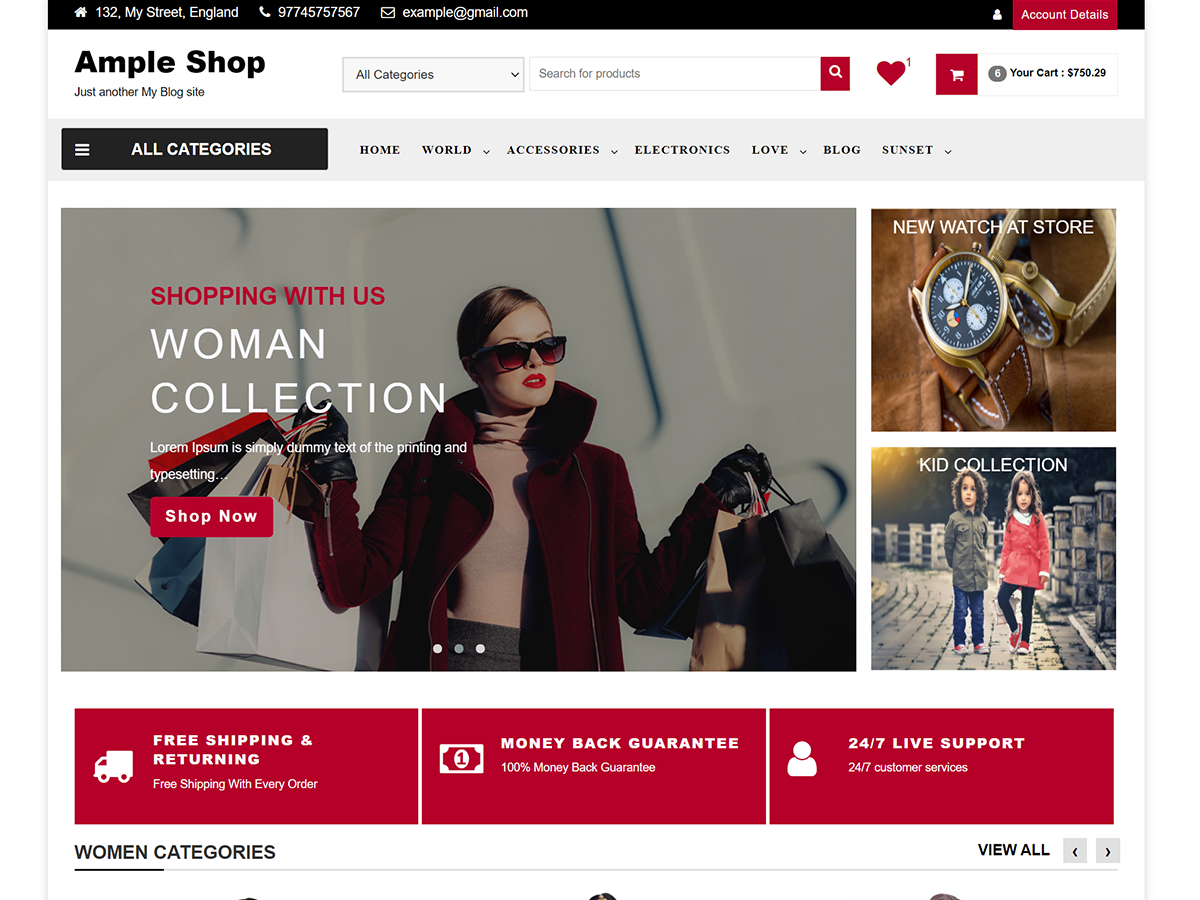 132, My Street, England 97745757567 example@gmail.com
Account Details
Ample Shop
Just another My Blog site
All Categories
Search for products
1
6 Your Cart : $750.29
ALL CATEGORIES
HOME WORLD ACCESSORIES ELECTRONICS LOVE BLOG SUNSET
SHOPPING WITH US
WOMAN
COLLECTION
Lorem Ipsum is simply dummy text of the printing and
typesetting…
Shop Now
NEW WATCH AT STORE
KID COLLECTION
FREE SHIPPING &
RETURNING
Free Shipping With Every Order
1
MONEY BACK GUARANTEE
100% Money Back Guarantee
24/7 LIVE SUPPORT
24/7 customer services
WOMEN CATEGORIES
VIEW ALL ‹ ›